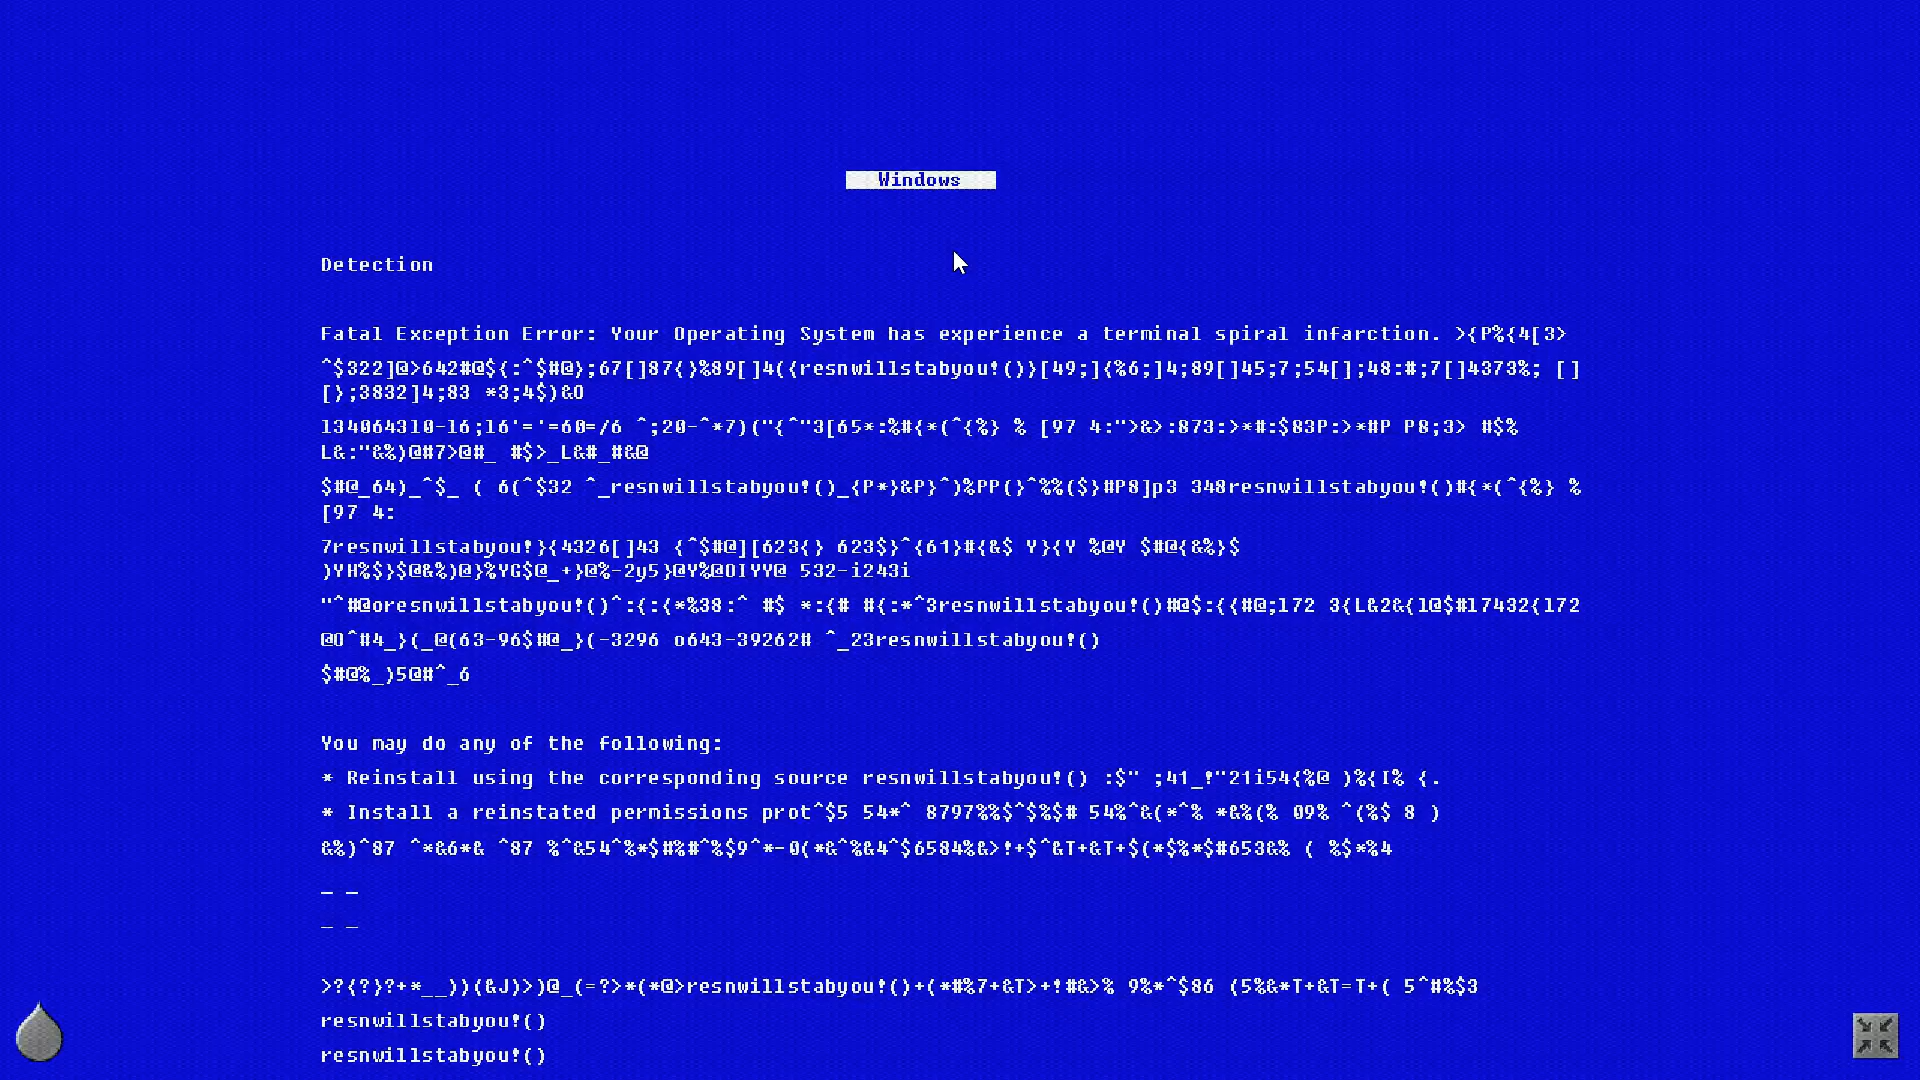 Windows
Detection
Fatal Exception Error: Your Operating System has experience a terminal spiral infarction. >{P%{4[3>
^$322]@>642#@${:^$#@};67[]87{}%89[]4({resnwillstabyou!()}[49;]{%6;]4;89[]45;7;54[];48:#;7[]4373%; []
[};3832]4;83 *3;4$)&O
134064310-16;16'='=60=/6 ^;20-^*7)("{^"3[65*:%#{*(^{%} % [97 4:">&>:873:>*#:$83P:>*#P P8;3> #$%
L&:"&%)@#7>@#_ #$>_L&#_#&@
$#@_64)_^$_ ( 6(^$32 ^_resnwillstabyou!()_{P*}&P}^)%PP(}^%%($}#P8]p3 348resnwillstabyou!()#{*(^{%} %
[97 4:
7resnwillstabyou!}{4326[]43 {^$#@][623{} 623$}^{61}#{&$ Y}{Y %@Y $#@{&%}$
)YH%$}$@&%)@}%YG$@_+}@%-2y5}@Y%@OIYY@ 532-i243i
"^#@oresnwillstabyou!()^:{:{*%38:^ #$ *:{# #{:*^3resnwillstabyou!()#@$:{{#@;172 3{L&2&{1@$#17432{172
@O^#4_}(_@(63-96$#@_}(-3296 o643-39262# ^_23resnwillstabyou!()
$#@%_)5@#^_6
You may do any of the following:
* Reinstall using the corresponding source resnwillstabyou!() :$" ;41_!"21i54{%@ )%{I% {.
* Install a reinstated permissions prot^$5 54*^ 8797%%$^$%$# 54%^&(*^% *&%(% 09% ^(%$ 8 )
&%)^87 ^*&6*& ^87 %^&54^%*$#%#^%$9^*-0(*&^%&4^$6584%&>!+$^&T+&T+$(*$%*$#653&% ( %$*%4
_ _
_ _
>?{?}?+*__))(&J)>)@_(=?>*(*@>resnwillstabyou!()+(*#%7+&T>+!#&>% 9%*^$86 (5%&*T+&T=T+( 5^#%$3
resnwillstabyou!()
resnwillstabyou!()